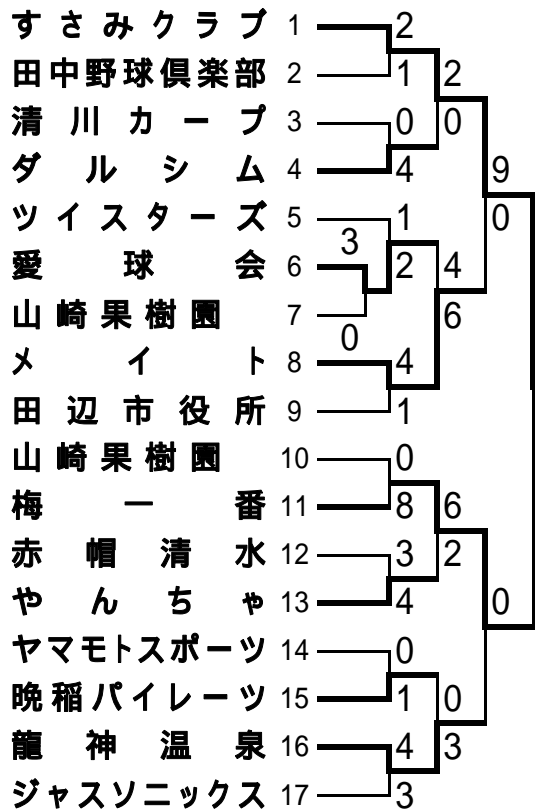 すさみクラブ 1 2
田中野球倶楽部 2 1 2
清川カープ 3 0 0
ダルシム 4 4 9
ツイスターズ 5 1 0
3
愛球会 6 2 4
山崎果樹園 7 6
0
メイト 8 4
田辺市役所 9 1
山崎果樹園 10 0
梅一番 11 8 6
赤帽清水 12 3 2
やんちゃ 13 4 0
ヤマモトスポーツ 14 0
晩稲パイレーツ 15 1 0
龍神温泉 16 4 3
ジャスソニックス 17 3